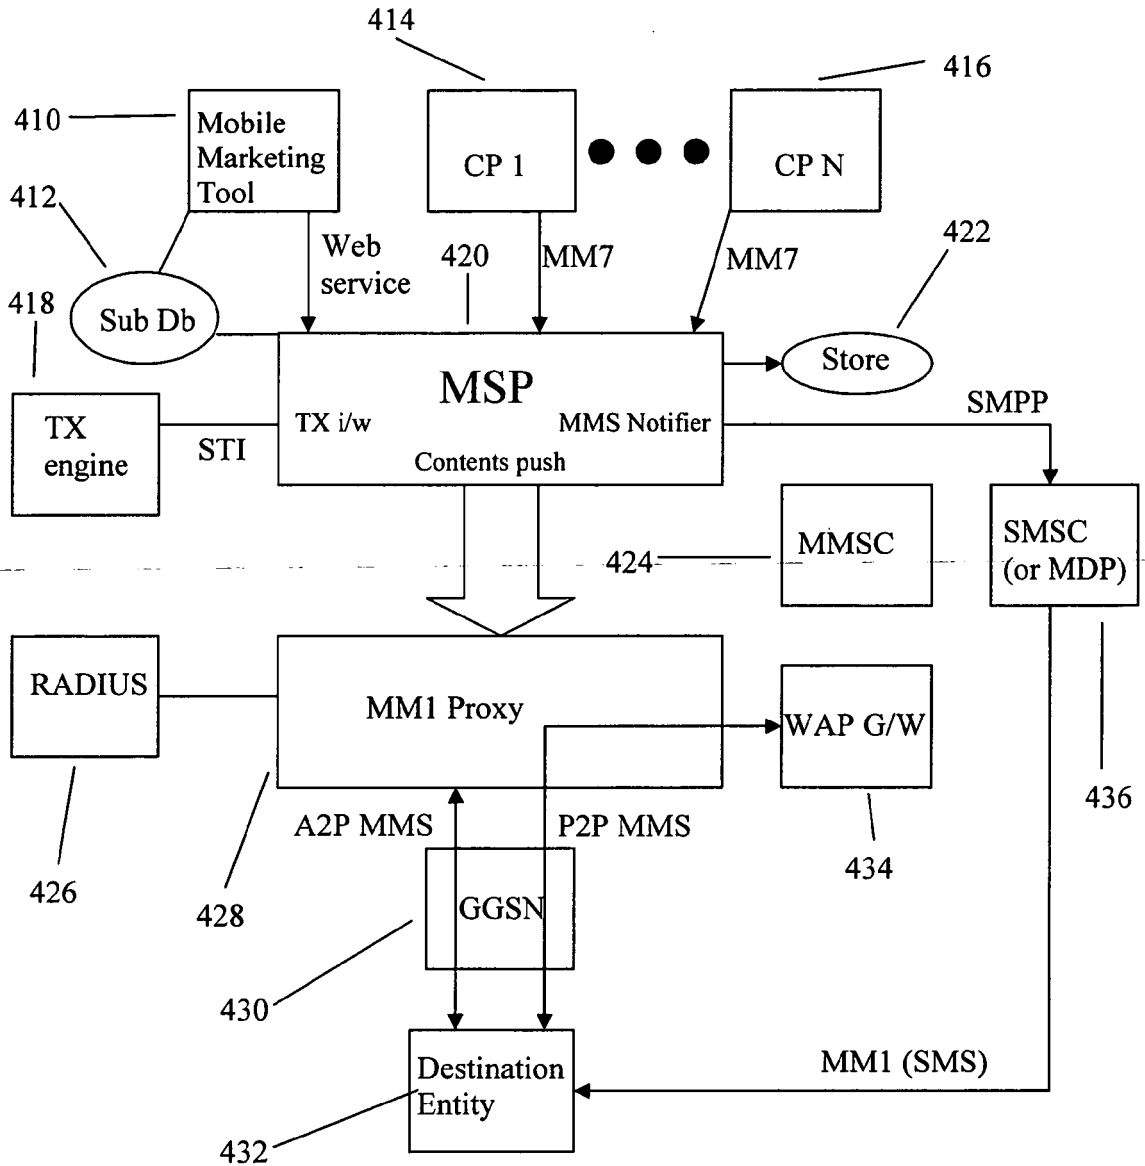 414
416
410
Mobile
Marketing
Tool
CP 1
CP N
412
Web
service
420
MM7
MM7
422
418
Sub Db
Store
MSP
SMPP
TX
engine
STI
TX i/w
MMS Notifier
Contents push
424
MMSC
SMSC
(or MDP)
RADIUS
MM1 Proxy
WAP G/W
A2P MMS
P2P MMS
436
434
426
428
GGSN
430
Destination
Entity
MM1 (SMS)
432